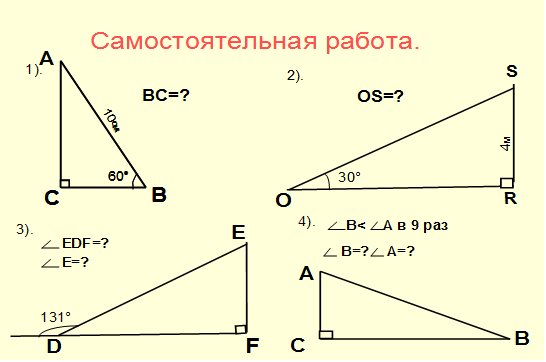 Самостоятельная работа.
1).
A
BC=?
10см
60°
C
B
2).
OS=?
S
4м
30°
O
R
3).
∠EDF=?
∠E=?
E
131°
D
F
4).
∠B< ∠A в 9 раз
∠B=?∠A=?
A
C
B